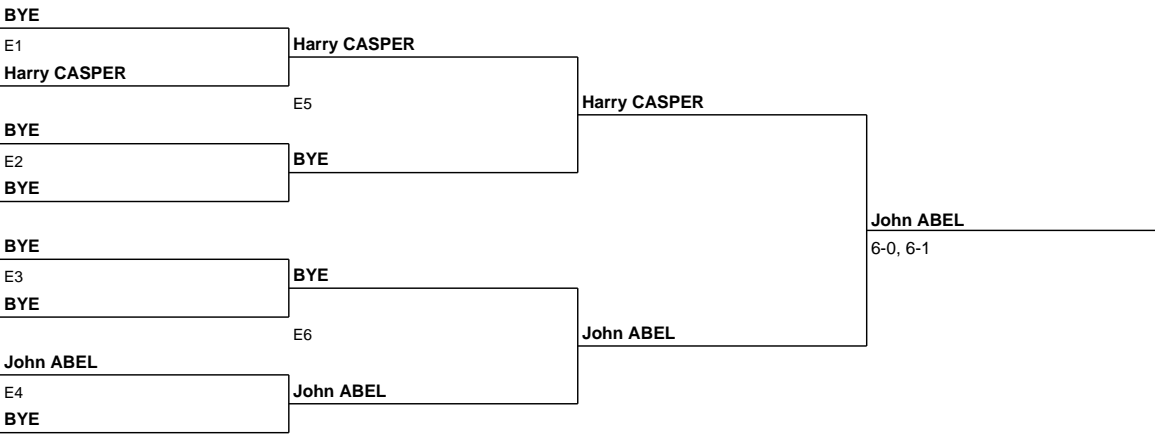 BYE
E1
Harry CASPER
Harry CASPER
E5
Harry CASPER
BYE
E2
BYE
BYE
John ABEL
6-0, 6-1
BYE
E3
BYE
BYE
E6
John ABEL
John ABEL
E4
BYE
John ABEL